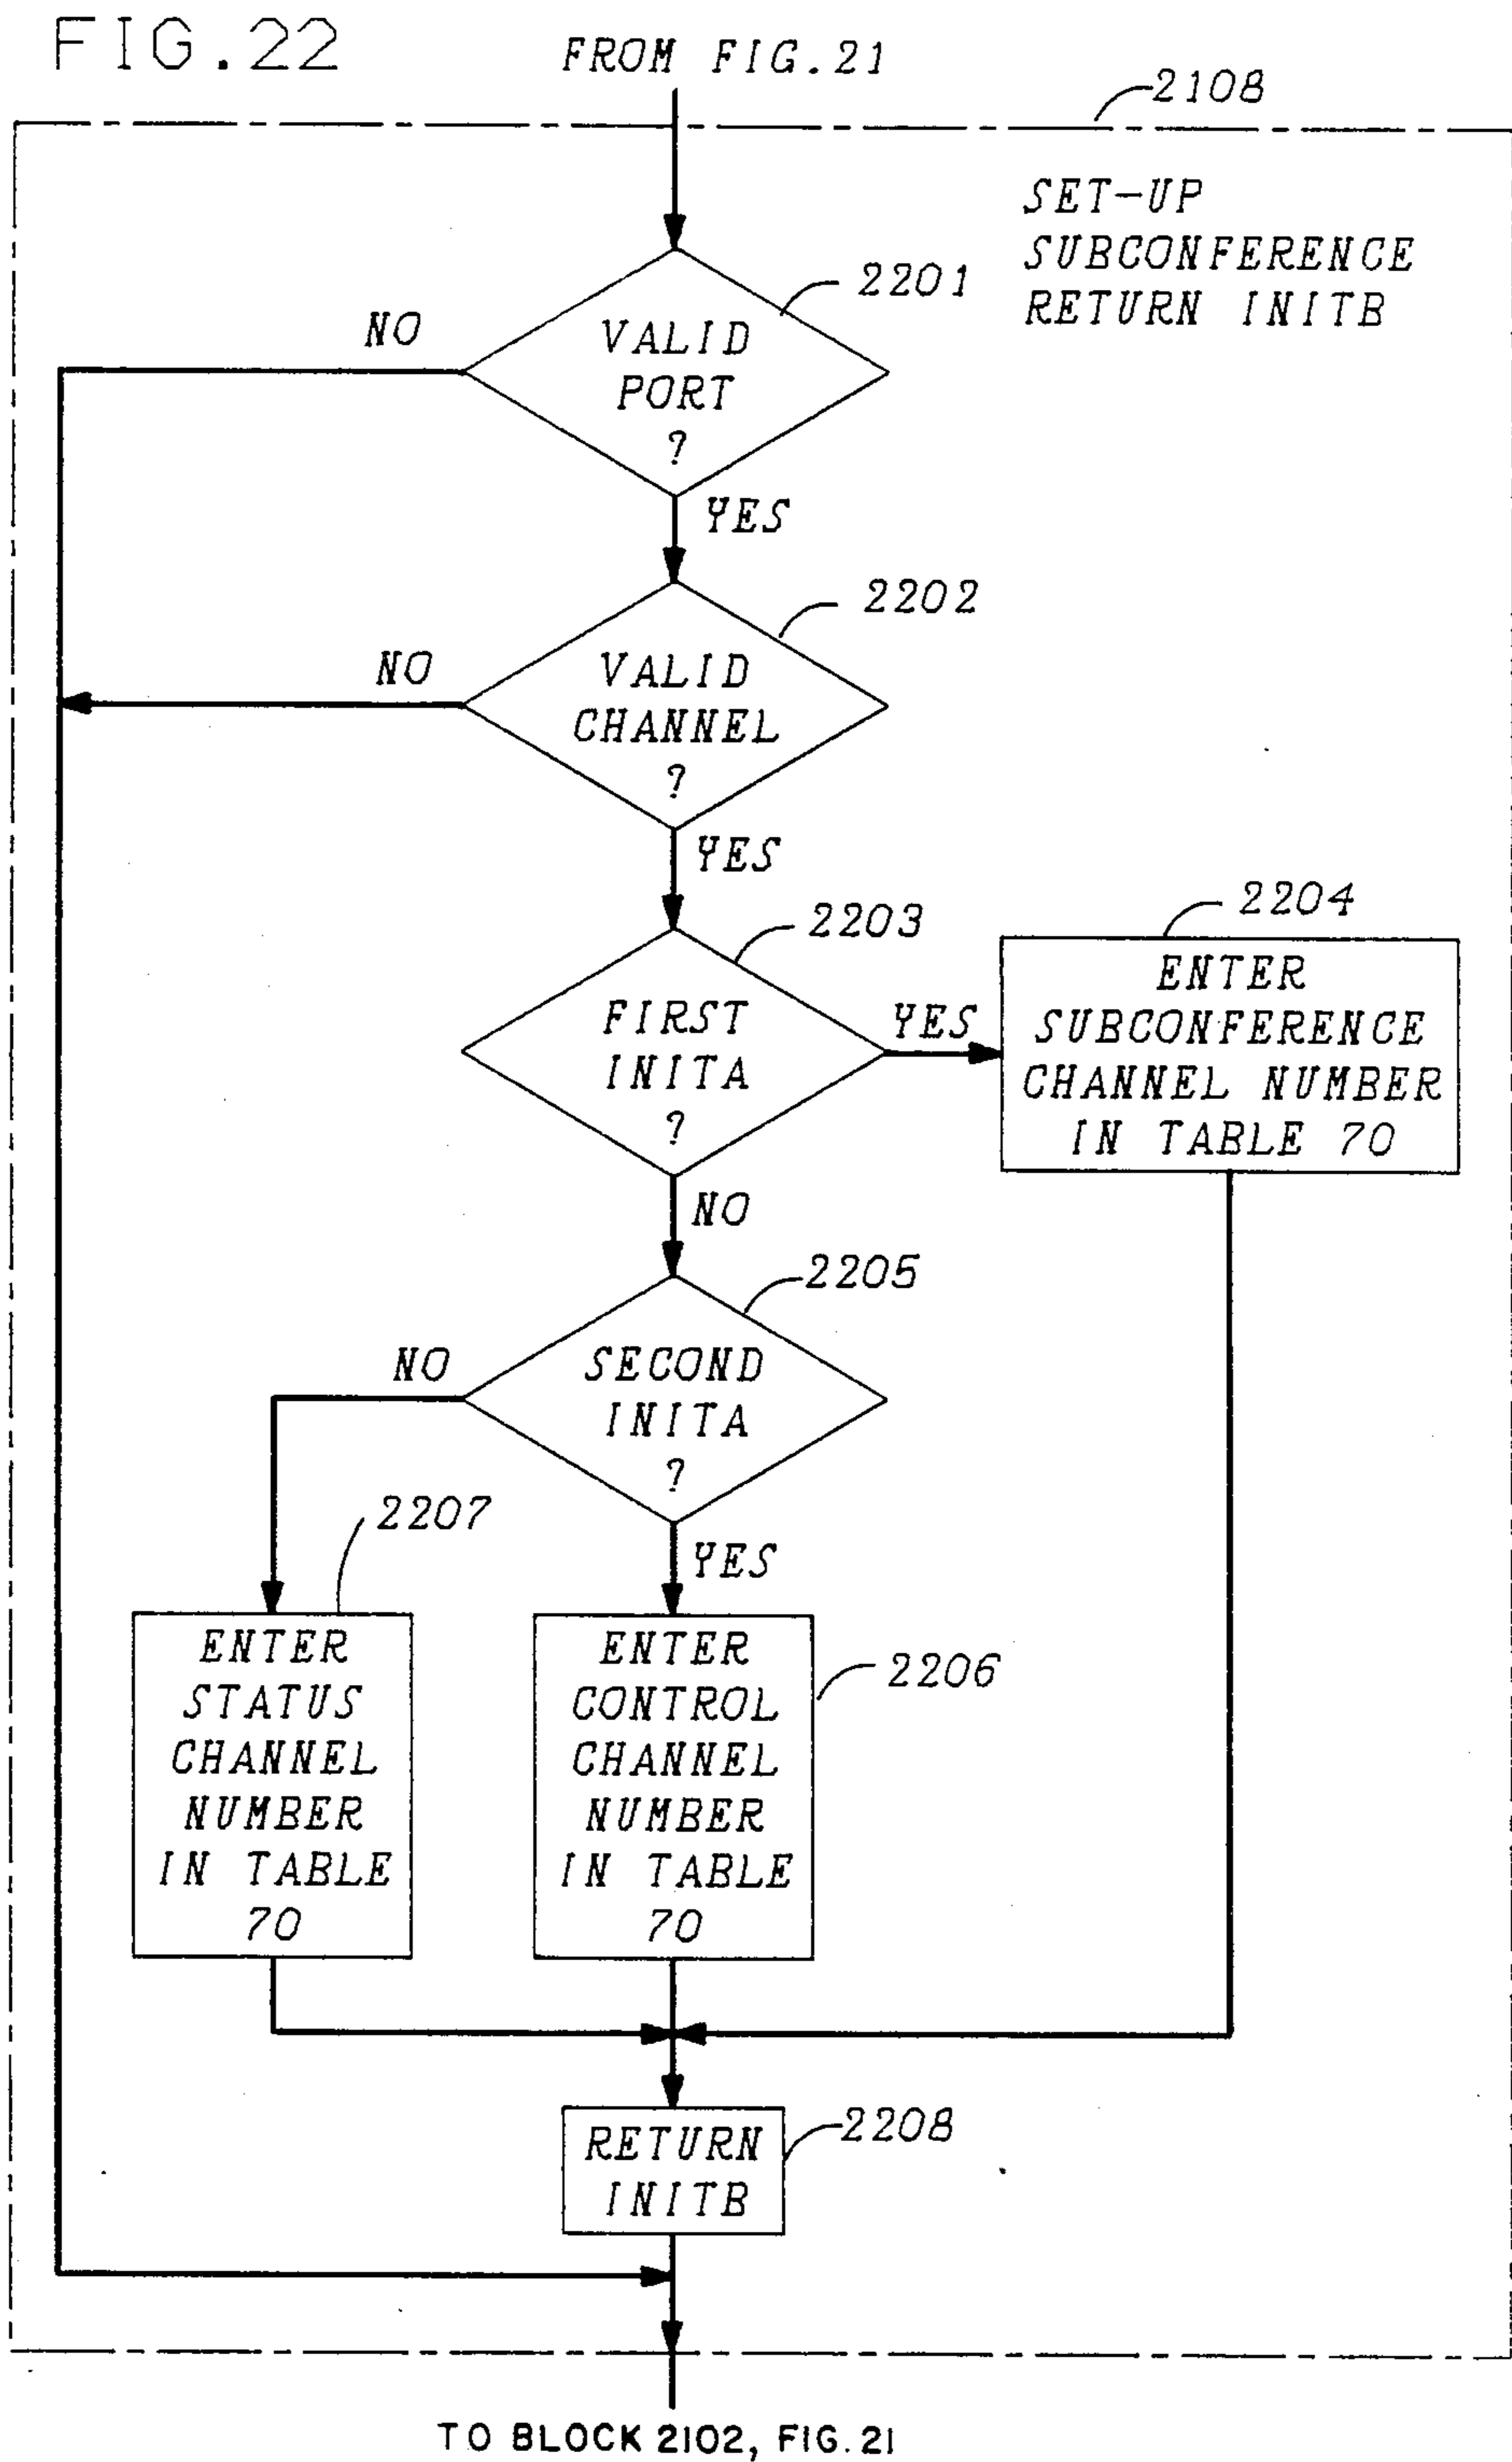 FIG.22
FROM FIG.21
2108
SET-UP
SUBCONFERENCE
RETURN INITB
2201
NO
VALID
PORT
?
YES
2202
NO
VALID
CHANNEL
?
YES
2203
2204
FIRST
INITA
?
YES
ENTER
SUBCONFERENCE
CHANNEL NUMBER
IN TABLE 70
NO
2205
NO
SECOND
INITA
?
2207
YES
ENTER
STATUS
CHANNEL
NUMBER
IN TABLE
70
ENTER
CONTROL
CHANNEL
NUMBER
IN TABLE
70
2206
RETURN
INITB
2208
TO BLOCK 2102, FIG.21